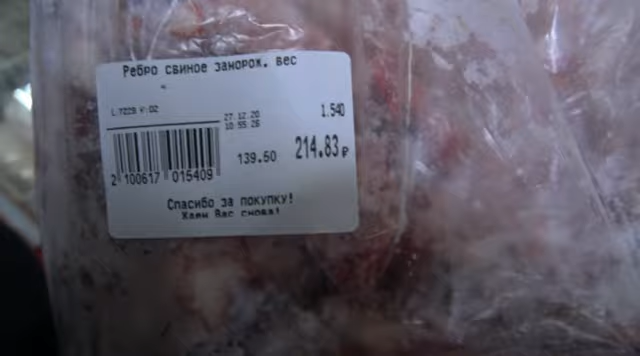 Ребро свиное заморож. вес
27.12.20
10:55:26
1.540
139.50
214.83 ₽
2 100617 015409
Спасибо за покупку!
Ждем Вас снова!